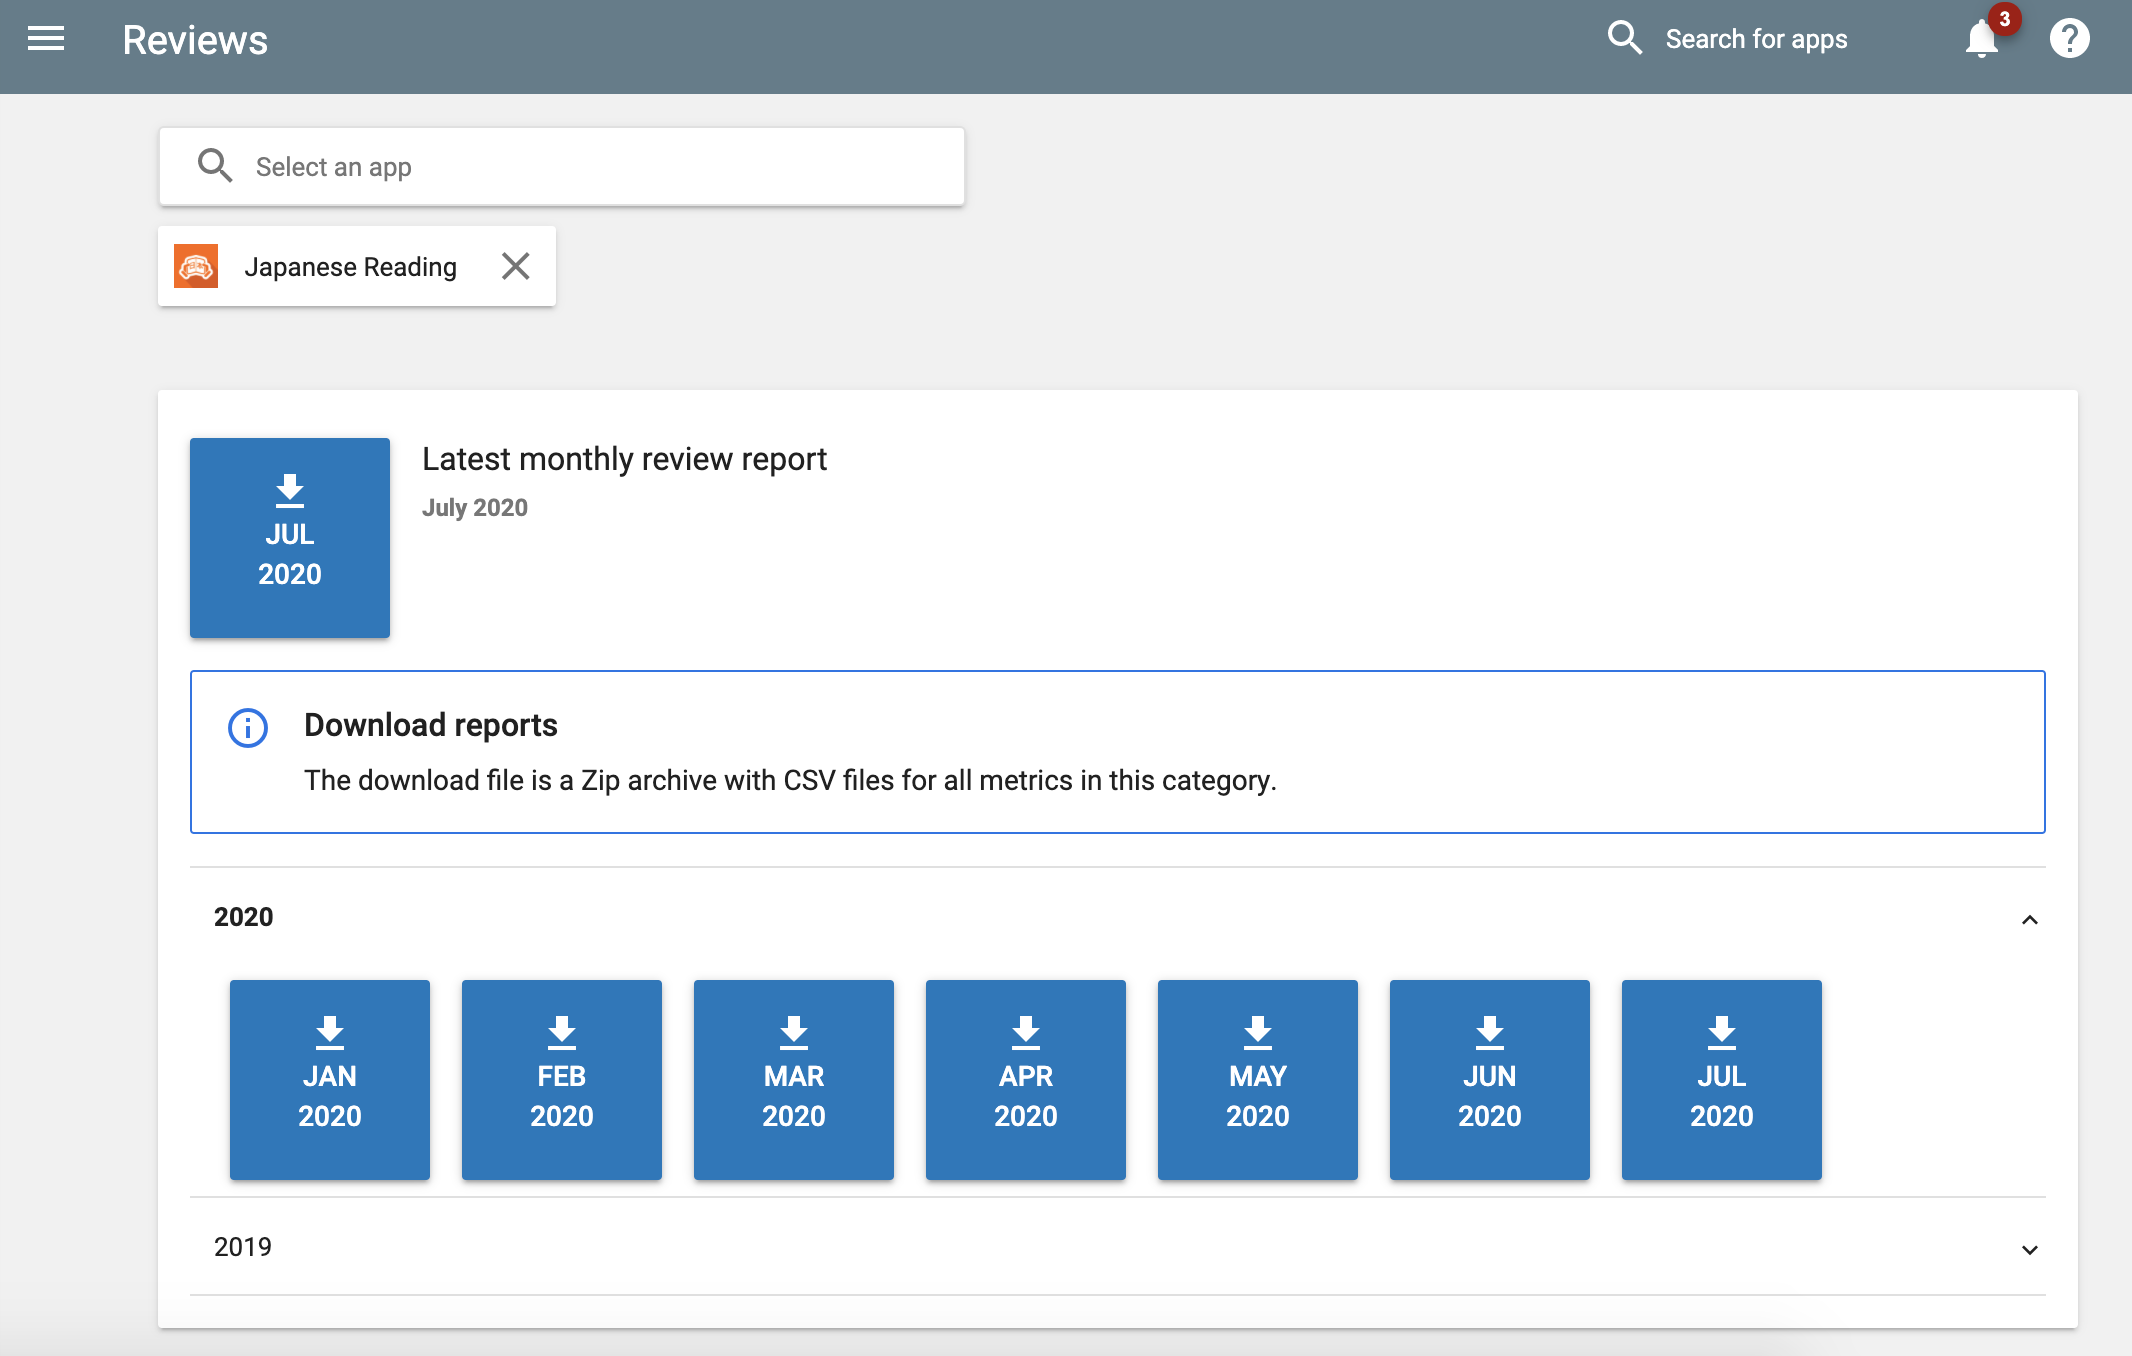 Reviews
Search for apps
3
Select an app
Japanese Reading
JUL
2020
Latest monthly review report
July 2020
Download reports
The download file is a Zip archive with CSV files for all metrics in this category.
2020
JAN
2020
FEB
2020
MAR
2020
APR
2020
MAY
2020
JUN
2020
JUL
2020
2019